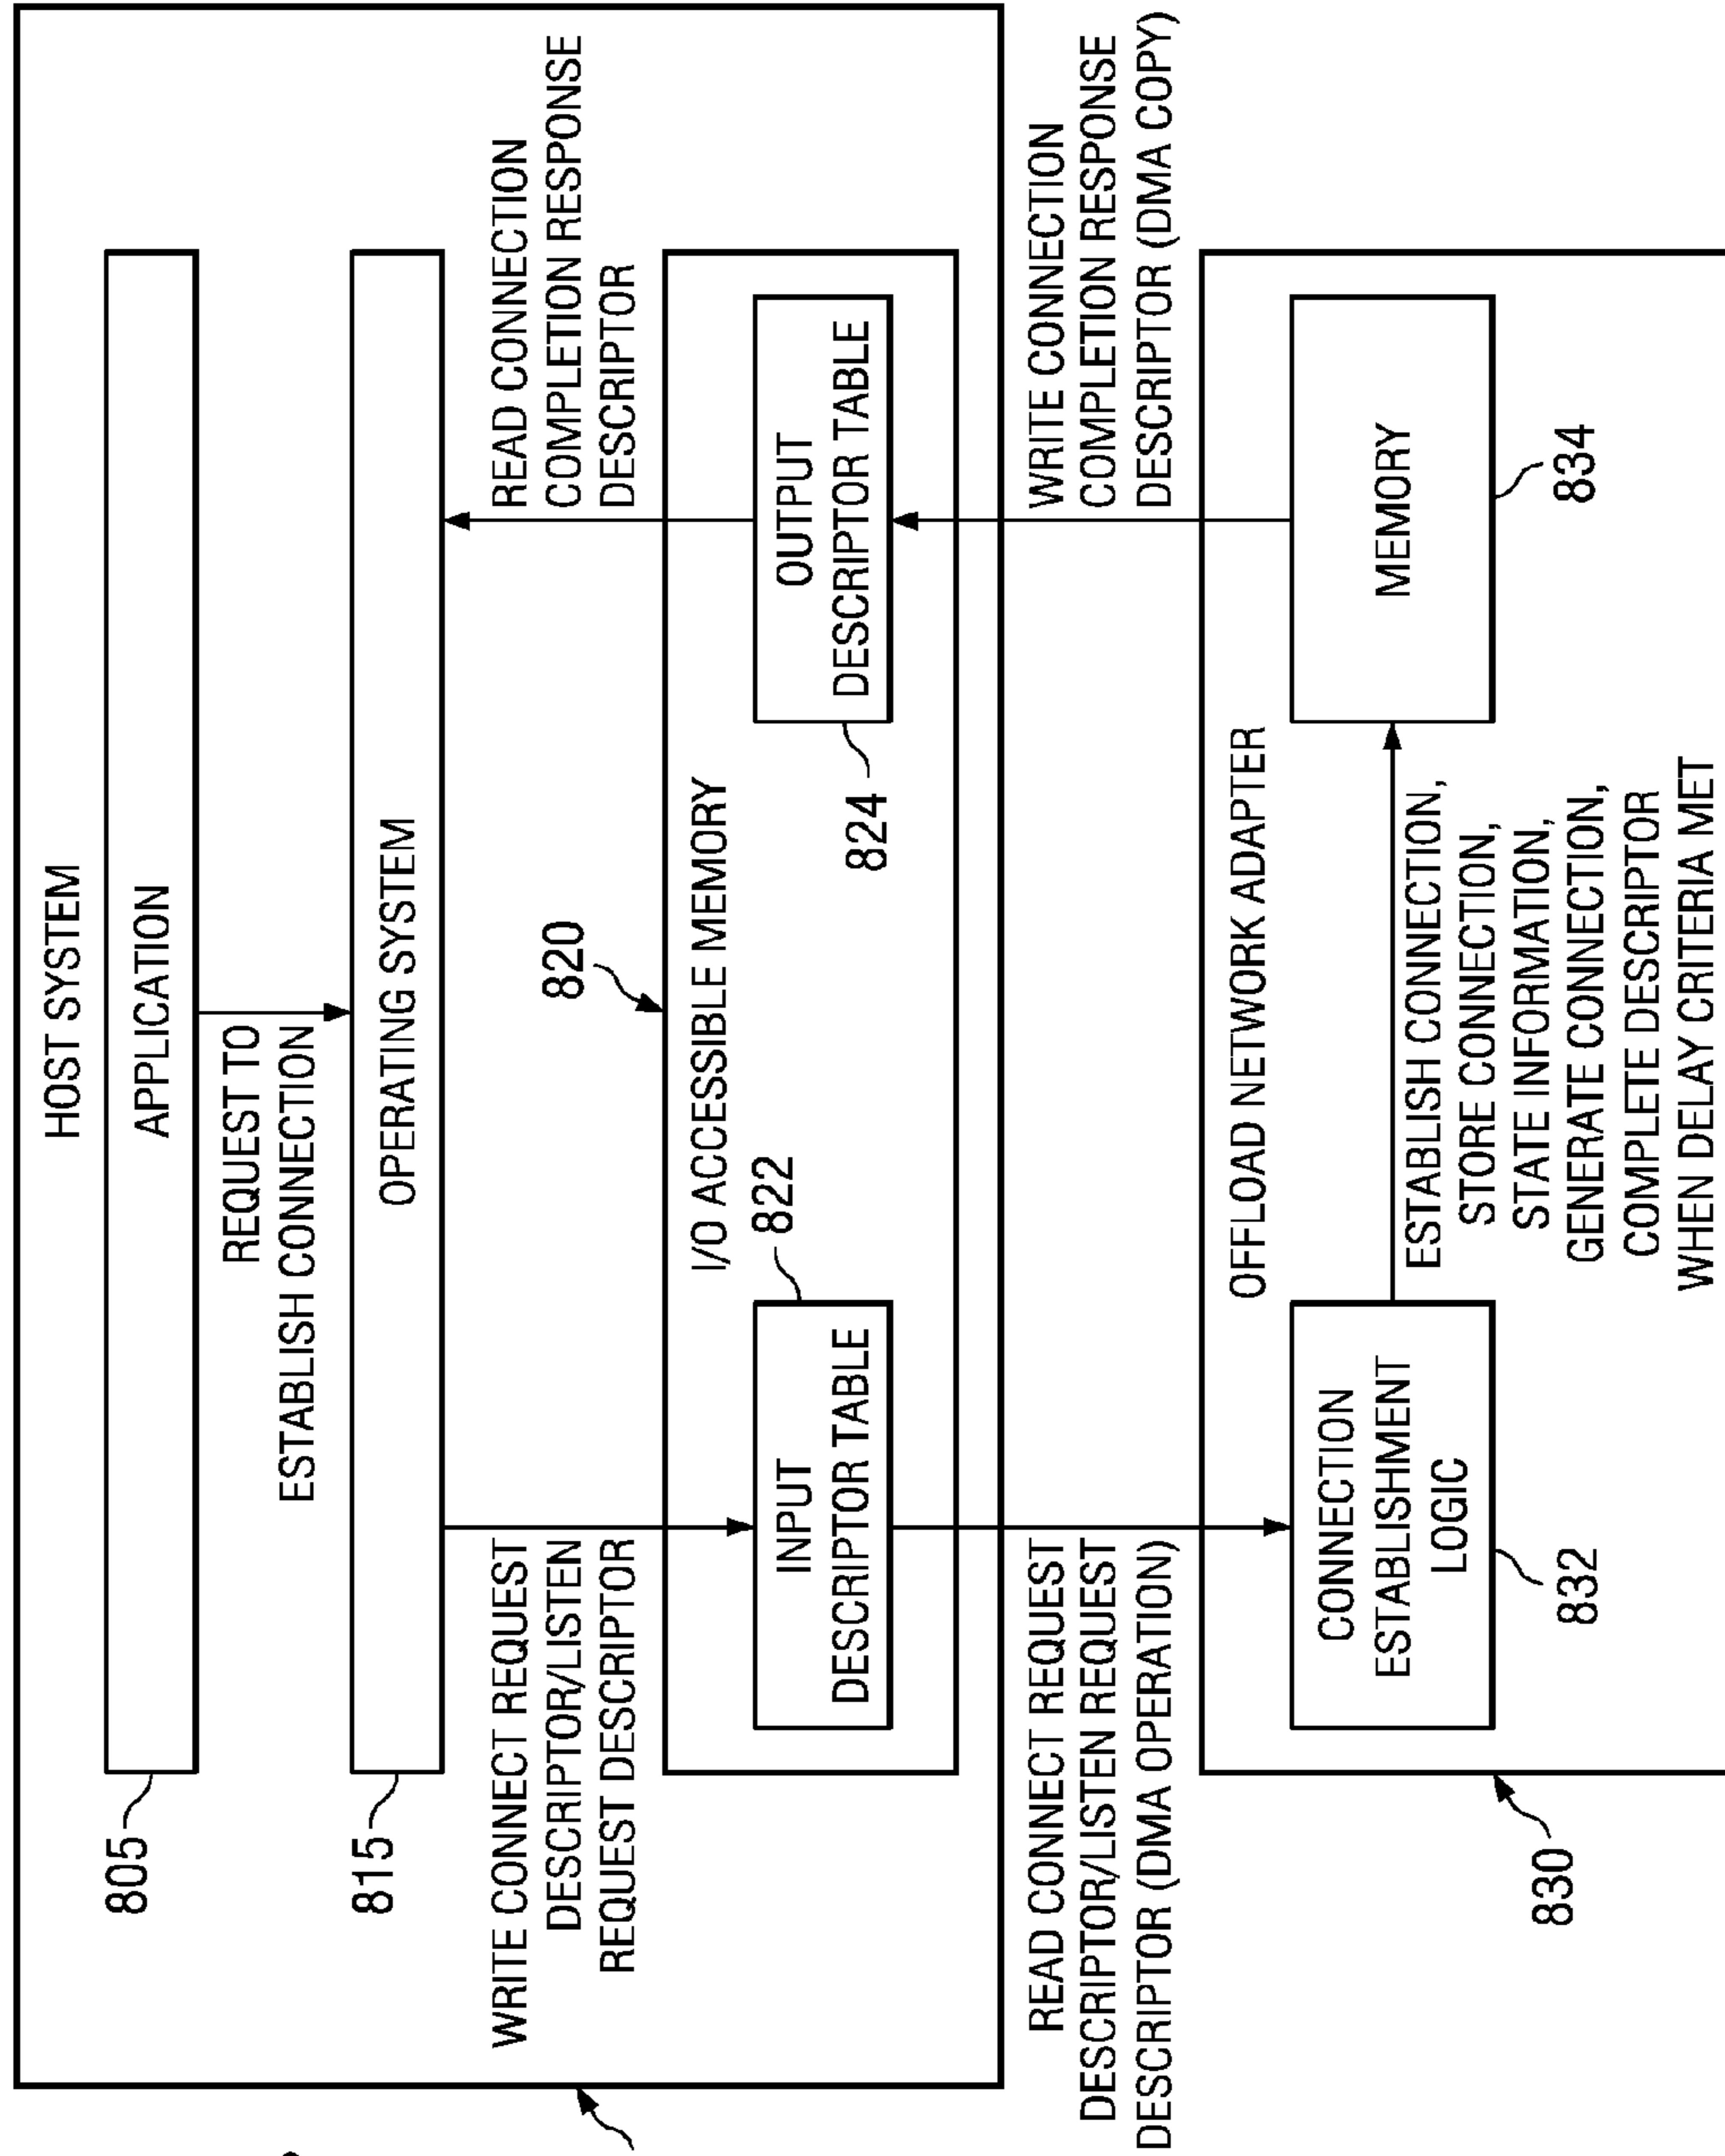 HOST SYSTEM
APPLICATION
805
REQUEST TO
ESTABLISH CONNECTION
OPERATING SYSTEM
815
WRITE CONNECT REQUEST
DESCRIPTOR/LISTEN
REQUEST DESCRIPTOR
READ CONNECTION
COMPLETION RESPONSE
DESCRIPTOR
820
I/O ACCESSIBLE MEMORY
INPUT
DESCRIPTOR TABLE
822
OUTPUT
DESCRIPTOR TABLE
824
READ CONNECT REQUEST
DESCRIPTOR/LISTEN REQUEST
DESCRIPTOR (DMA OPERATION)
WRITE CONNECTION
COMPLETION RESPONSE
DESCRIPTOR (DMA COPY)
OFFLOAD NETWORK ADAPTER
CONNECTION
ESTABLISHMENT
LOGIC
832
MEMORY
834
ESTABLISH CONNECTION,
STORE CONNECTION,
STATE INFORMATION,
GENERATE CONNECTION,
COMPLETE DESCRIPTOR
WHEN DELAY CRITERIA MET
830